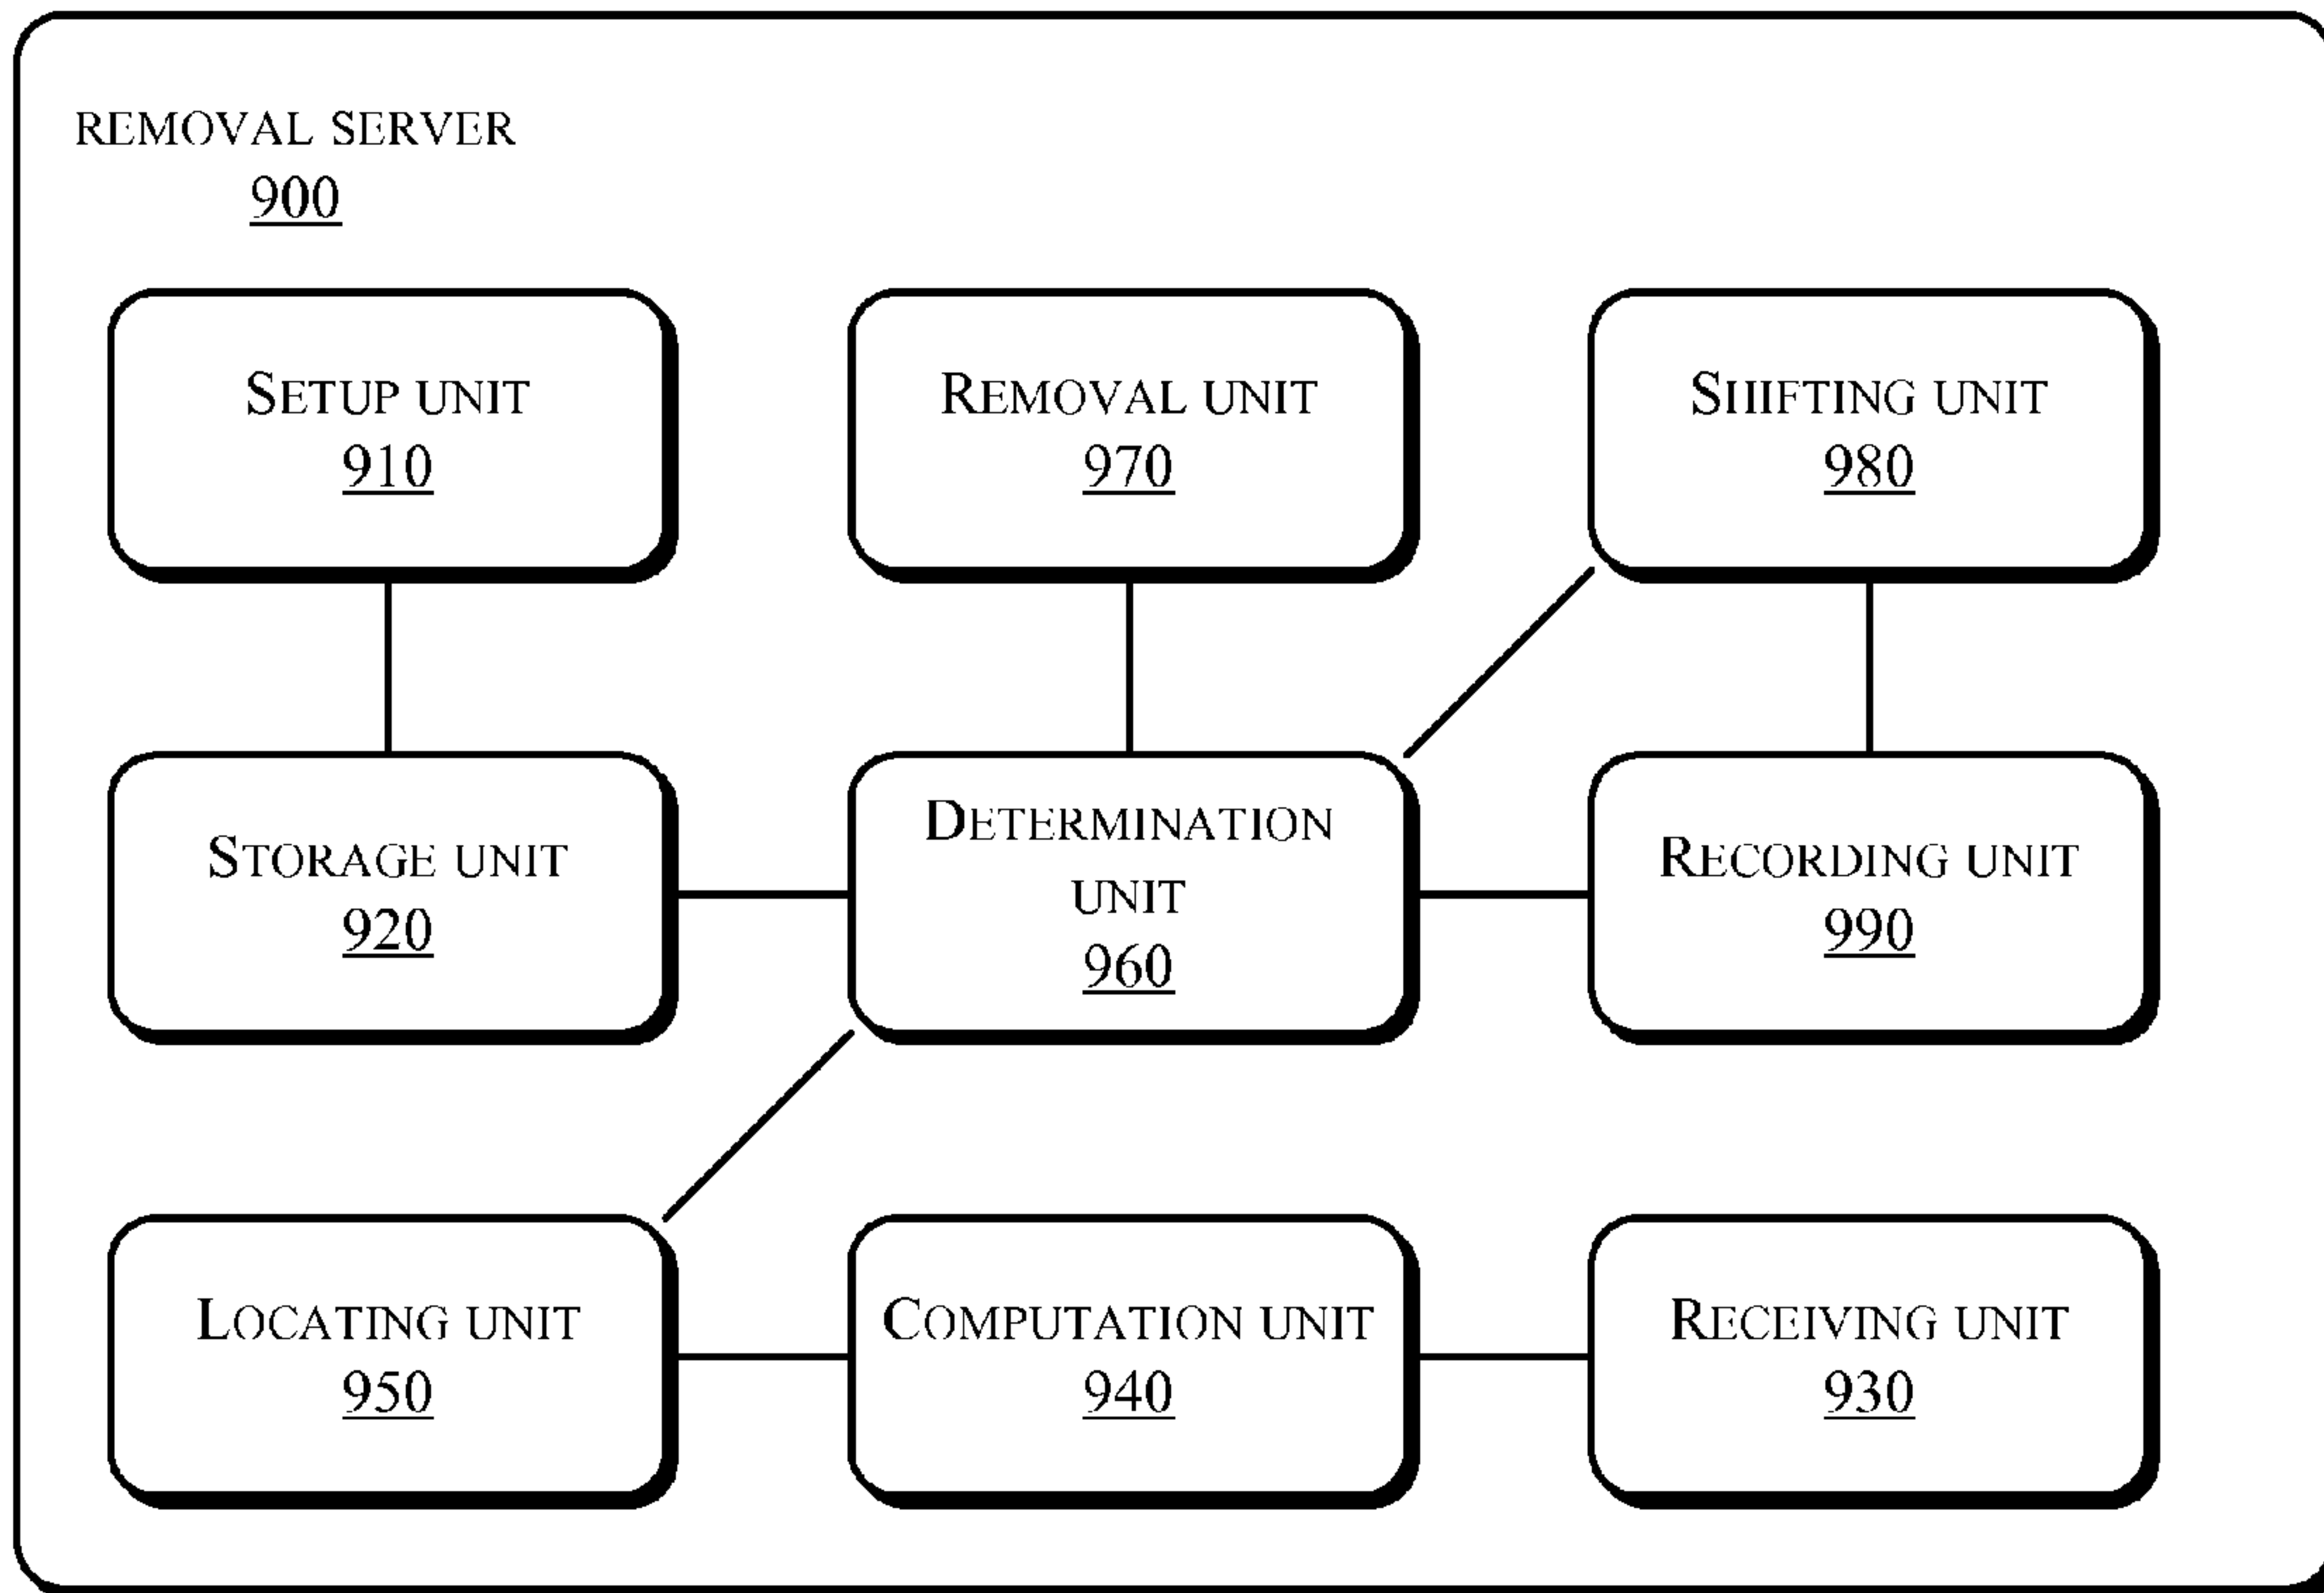 REMOVAL SERVER
900
SETUP UNIT
910
REMOVAL UNIT
970
SHIFTING UNIT
980
STORAGE UNIT
920
DETERMINATION
UNIT
960
RECORDING UNIT
990
LOCATING UNIT
950
COMPUTATION UNIT
940
RECEIVING UNIT
930